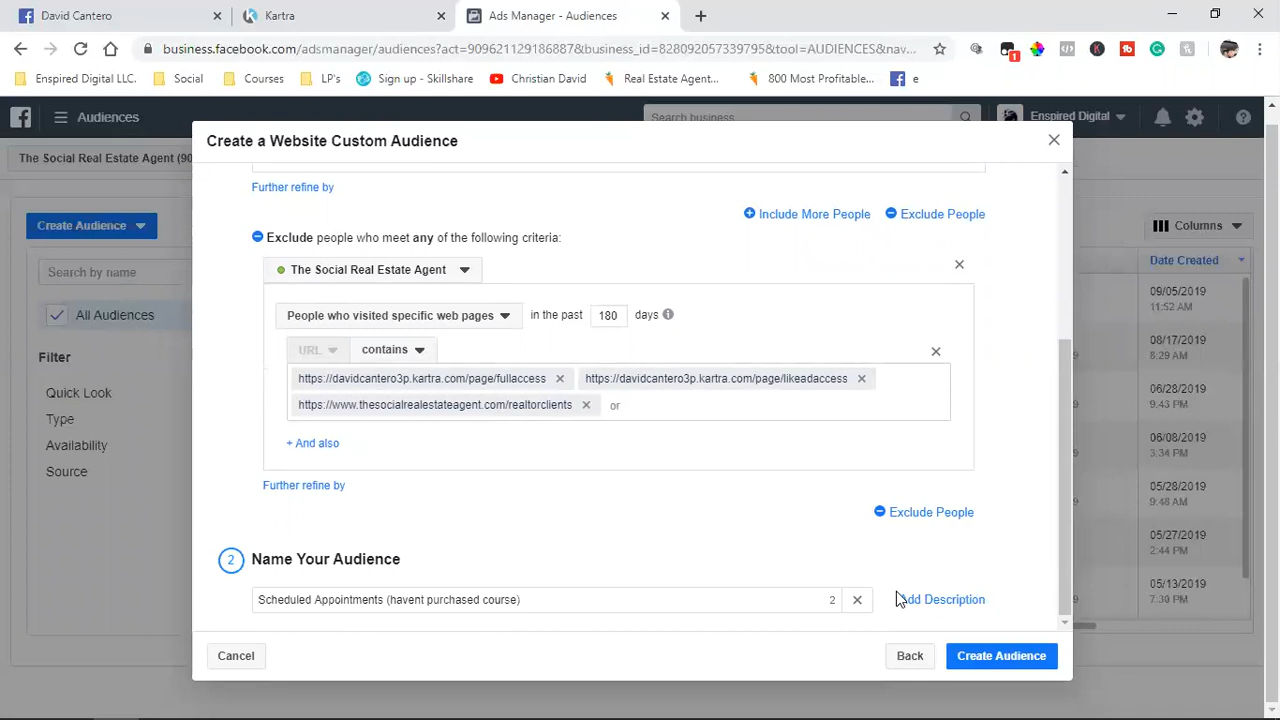 David Cantero
Kartra
Ads Manager - Audiences
business.facebook.com/adsmanager/audiences?act=909621129186887&business_id=828092057339795&tool=AUDIENCES&nav...
1
Enspired Digital LLC.
Social
Courses
LP's
Sign up - Skillshare
Christian David
Real Estate Agent...
800 Most Profitable...
e
Audiences
Search business
Enspired Digital
The Social Real Estate Agent (90
Create Audience
Search by name
All Audiences
Filter
Quick Look
Type
Availability
Source
Columns
Date Created
09/05/2019
11:52 AM
08/17/2019
8:29 AM
06/28/2019
9:43 PM
06/08/2019
3:34 PM
05/28/2019
9:48 AM
05/27/2019
2:44 PM
05/13/2019
7:30 PM
Create a Website Custom Audience
Further refine by
Include More People
Exclude People
Exclude people who meet any of the following criteria:
The Social Real Estate Agent
People who visited specific web pages in the past 180 days
URL contains
https://davidcantero3p.kartra.com/page/fullaccess https://davidcantero3p.kartra.com/page/likeadaccess
https://www.thesocialrealestateagent.com/realtorclients or
+ And also
Further refine by
Exclude People
2 Name Your Audience
Scheduled Appointments (havent purchased course) 2
Add Description
Cancel
Back
Create Audience